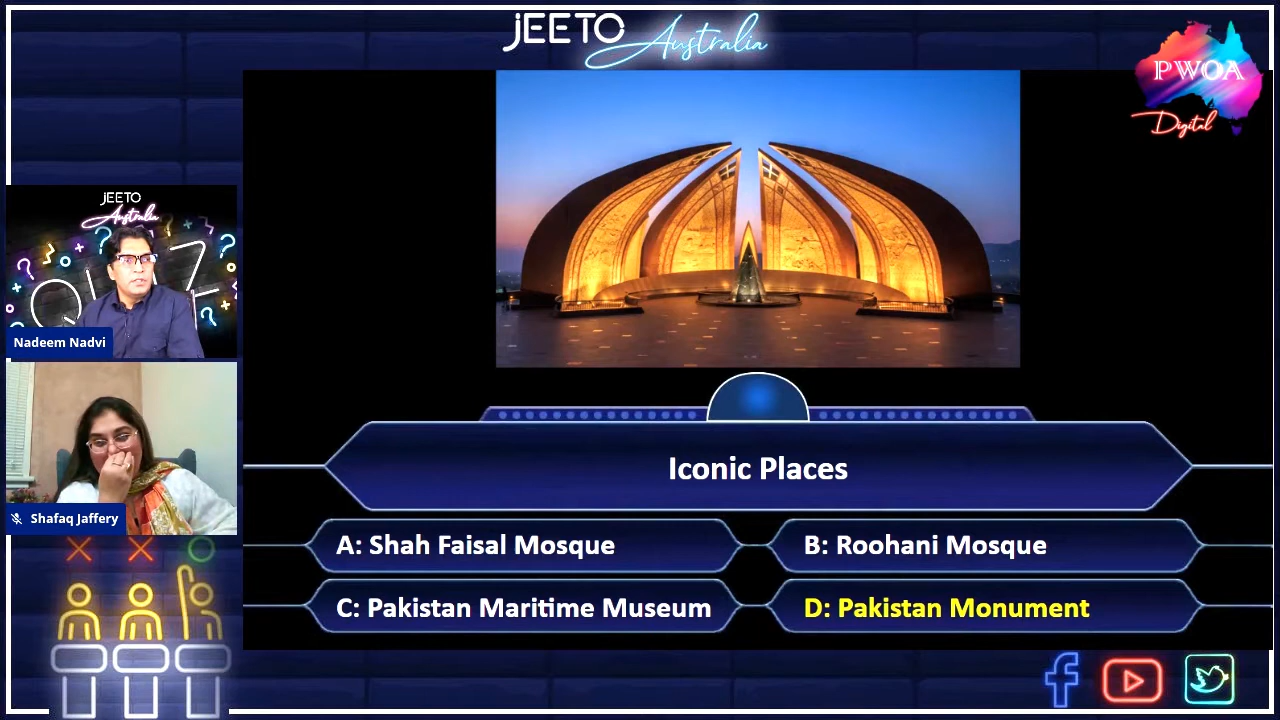 JEETO
Australia
PWOA
Digital
JEETO
Australia
QUIZ
Nadeem Nadvi
Shafaq Jaffery
Iconic Places
A: Shah Faisal Mosque
B: Roohani Mosque
C: Pakistan Maritime Museum
D: Pakistan Monument